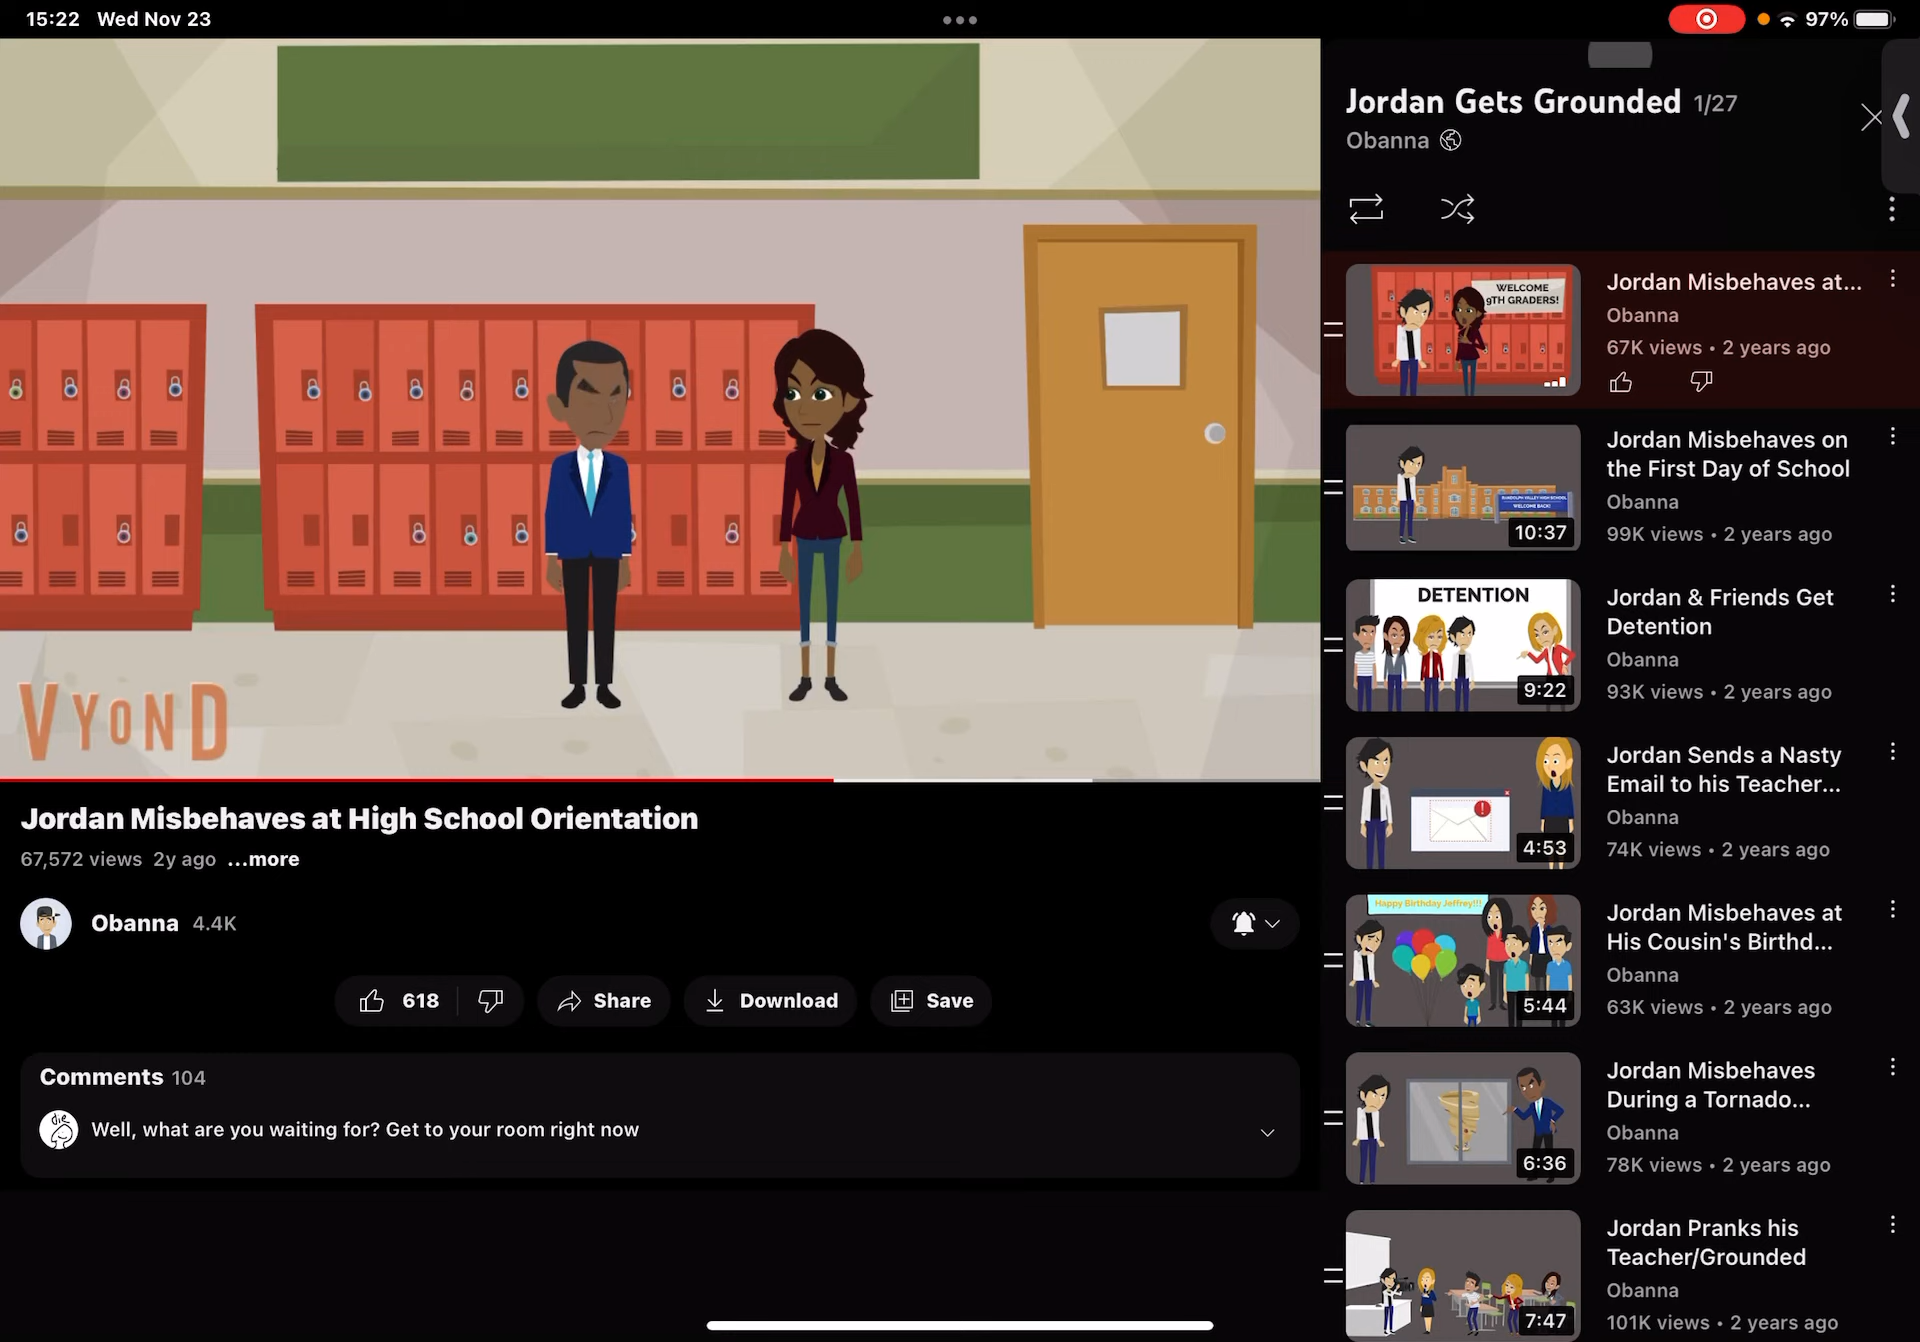 15:22 Wed Nov 23
97%
VYOND
Jordan Misbehaves at High School Orientation
67,572 views 2y ago ...more
Obanna 4.4K
618
Share
Download
Save
Comments 104
die
Well, what are you waiting for? Get to your room right now
Jordan Gets Grounded 1/27
Obanna
WELCOME
9TH GRADERS!
Jordan Misbehaves at...
Obanna
67K views • 2 years ago
RANDOLPH VALLEY HIGH SCHOOL
WELCOME BACK!
10:37
Jordan Misbehaves on
the First Day of School
Obanna
99K views • 2 years ago
DETENTION
9:22
Jordan & Friends Get
Detention
Obanna
93K views • 2 years ago
4:53
Jordan Sends a Nasty
Email to his Teacher...
Obanna
74K views • 2 years ago
Happy Birthday Jeffrey!!!
5:44
Jordan Misbehaves at
His Cousin's Birthd...
Obanna
63K views • 2 years ago
6:36
Jordan Misbehaves
During a Tornado...
Obanna
78K views • 2 years ago
7:47
Jordan Pranks his
Teacher/Grounded
Obanna
101K views • 2 years ago